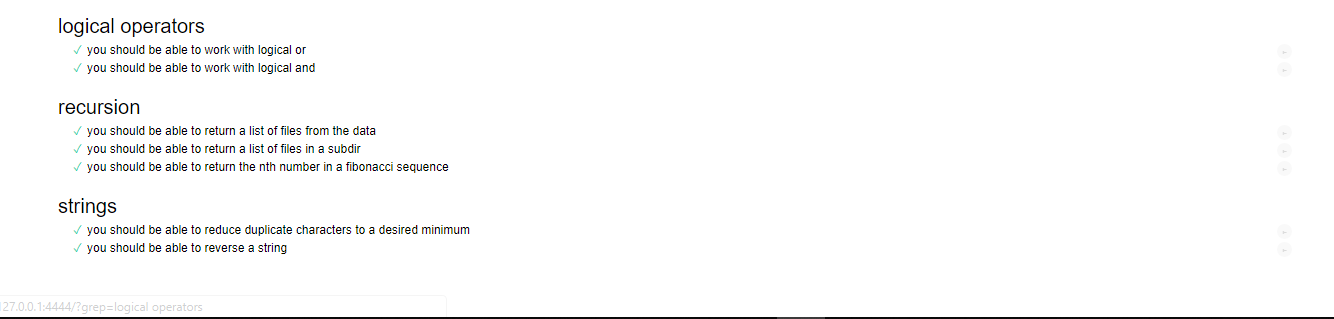 logical operators
✓ you should be able to work with logical or
✓ you should be able to work with logical and
recursion
✓ you should be able to return a list of files from the data
✓ you should be able to return a list of files in a subdir
✓ you should be able to return the nth number in a fibonacci sequence
strings
✓ you should be able to reduce duplicate characters to a desired minimum
✓ you should be able to reverse a string
127.0.0.1:4444/?grep=logical operators